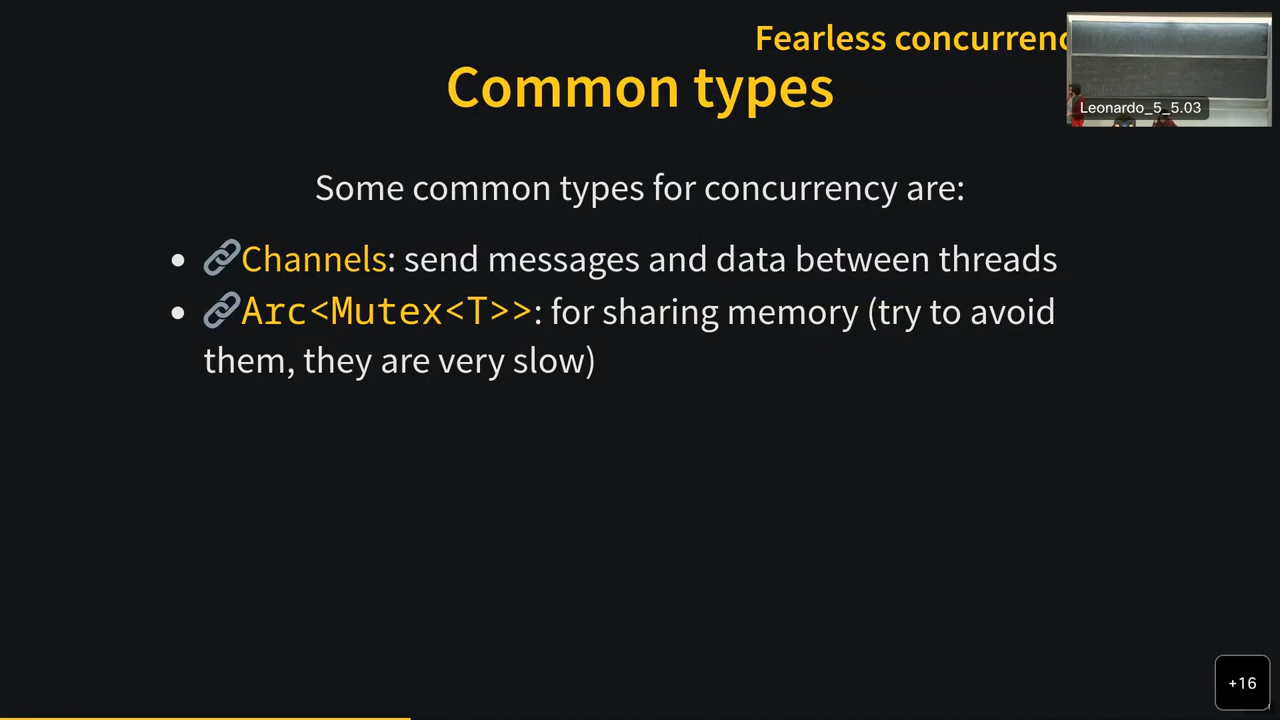 Fearless concurrenc
Common types
Leonardo_5_5.03
Some common types for concurrency are:
• 🔗Channels: send messages and data between threads
• 🔗Arc<Mutex<T>>: for sharing memory (try to avoid
them, they are very slow)
+16